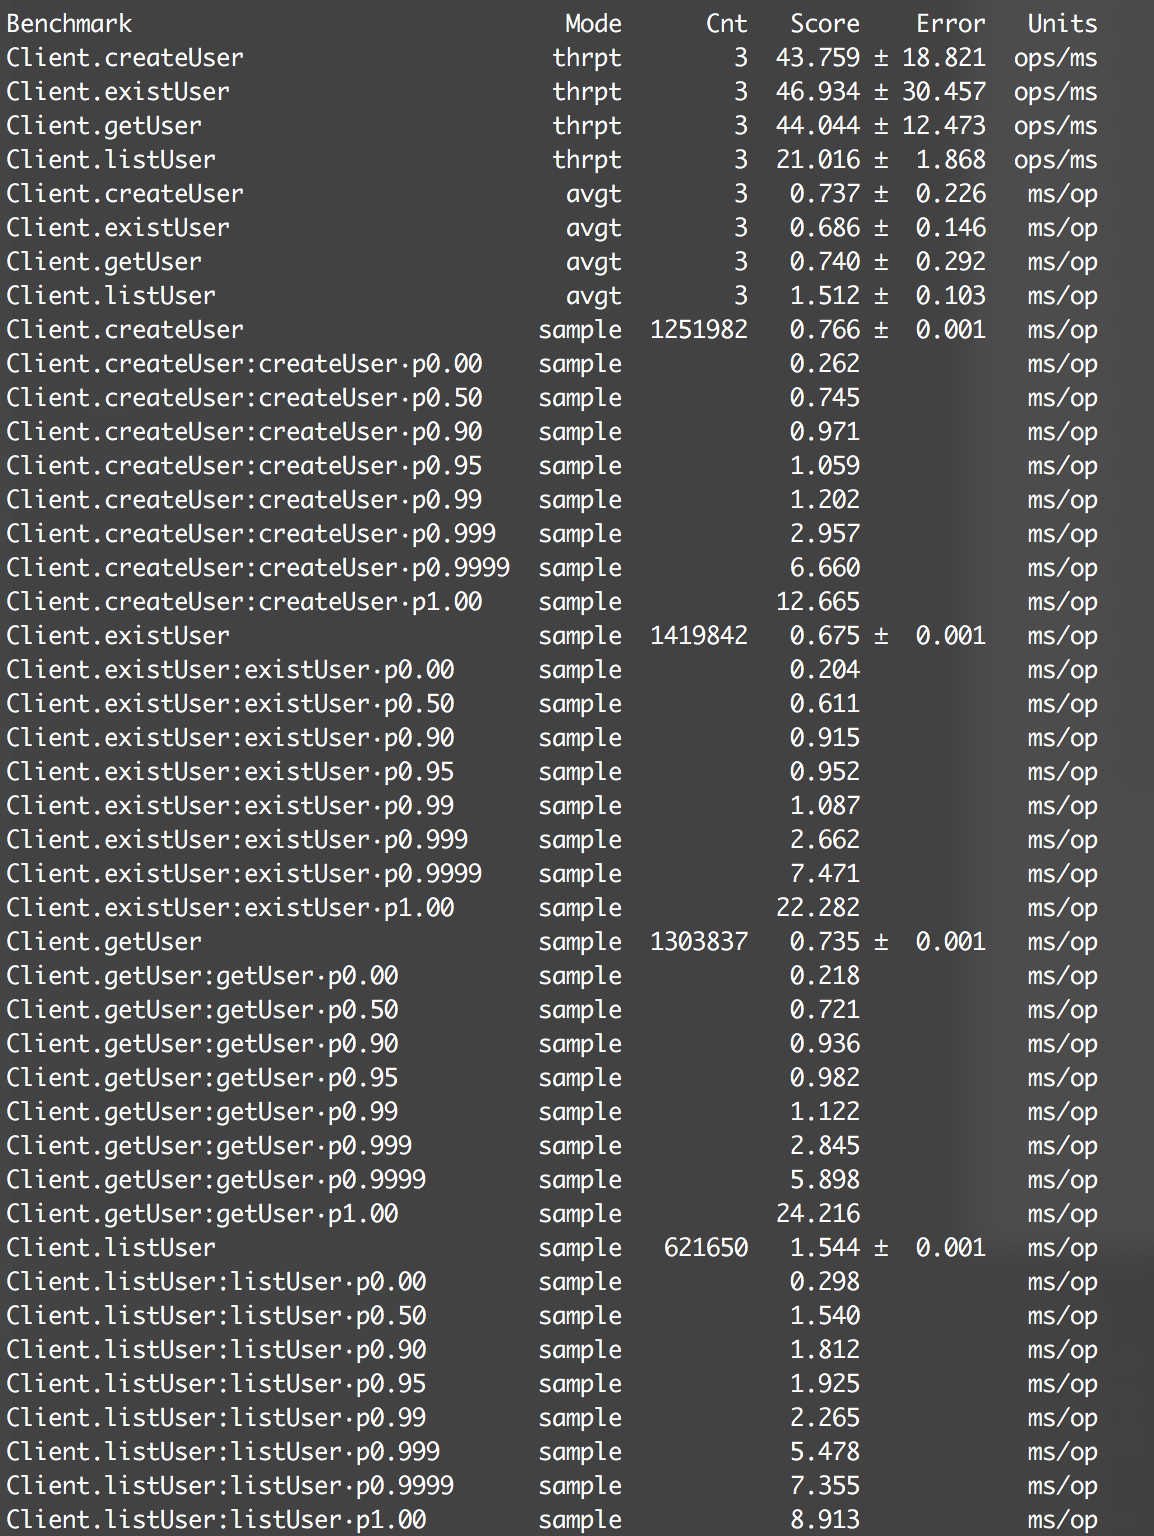 Benchmark Mode Cnt Score Error Units
Client.createUser thrpt 3 43.759 ± 18.821 ops/ms
Client.existUser thrpt 3 46.934 ± 30.457 ops/ms
Client.getUser thrpt 3 44.044 ± 12.473 ops/ms
Client.listUser thrpt 3 21.016 ± 1.868 ops/ms
Client.createUser avgt 3 0.737 ± 0.226 ms/op
Client.existUser avgt 3 0.686 ± 0.146 ms/op
Client.getUser avgt 3 0.740 ± 0.292 ms/op
Client.listUser avgt 3 1.512 ± 0.103 ms/op
Client.createUser sample 1251982 0.766 ± 0.001 ms/op
Client.createUser:createUser·p0.00 sample 0.262 ms/op
Client.createUser:createUser·p0.50 sample 0.745 ms/op
Client.createUser:createUser·p0.90 sample 0.971 ms/op
Client.createUser:createUser·p0.95 sample 1.059 ms/op
Client.createUser:createUser·p0.99 sample 1.202 ms/op
Client.createUser:createUser·p0.999 sample 2.957 ms/op
Client.createUser:createUser·p0.9999 sample 6.660 ms/op
Client.createUser:createUser·p1.00 sample 12.665 ms/op
Client.existUser sample 1419842 0.675 ± 0.001 ms/op
Client.existUser:existUser·p0.00 sample 0.204 ms/op
Client.existUser:existUser·p0.50 sample 0.611 ms/op
Client.existUser:existUser·p0.90 sample 0.915 ms/op
Client.existUser:existUser·p0.95 sample 0.952 ms/op
Client.existUser:existUser·p0.99 sample 1.087 ms/op
Client.existUser:existUser·p0.999 sample 2.662 ms/op
Client.existUser:existUser·p0.9999 sample 7.471 ms/op
Client.existUser:existUser·p1.00 sample 22.282 ms/op
Client.getUser sample 1303837 0.735 ± 0.001 ms/op
Client.getUser:getUser·p0.00 sample 0.218 ms/op
Client.getUser:getUser·p0.50 sample 0.721 ms/op
Client.getUser:getUser·p0.90 sample 0.936 ms/op
Client.getUser:getUser·p0.95 sample 0.982 ms/op
Client.getUser:getUser·p0.99 sample 1.122 ms/op
Client.getUser:getUser·p0.999 sample 2.845 ms/op
Client.getUser:getUser·p0.9999 sample 5.898 ms/op
Client.getUser:getUser·p1.00 sample 24.216 ms/op
Client.listUser sample 621650 1.544 ± 0.001 ms/op
Client.listUser:listUser·p0.00 sample 0.298 ms/op
Client.listUser:listUser·p0.50 sample 1.540 ms/op
Client.listUser:listUser·p0.90 sample 1.812 ms/op
Client.listUser:listUser·p0.95 sample 1.925 ms/op
Client.listUser:listUser·p0.99 sample 2.265 ms/op
Client.listUser:listUser·p0.999 sample 5.478 ms/op
Client.listUser:listUser·p0.9999 sample 7.355 ms/op
Client.listUser:listUser·p1.00 sample 8.913 ms/op